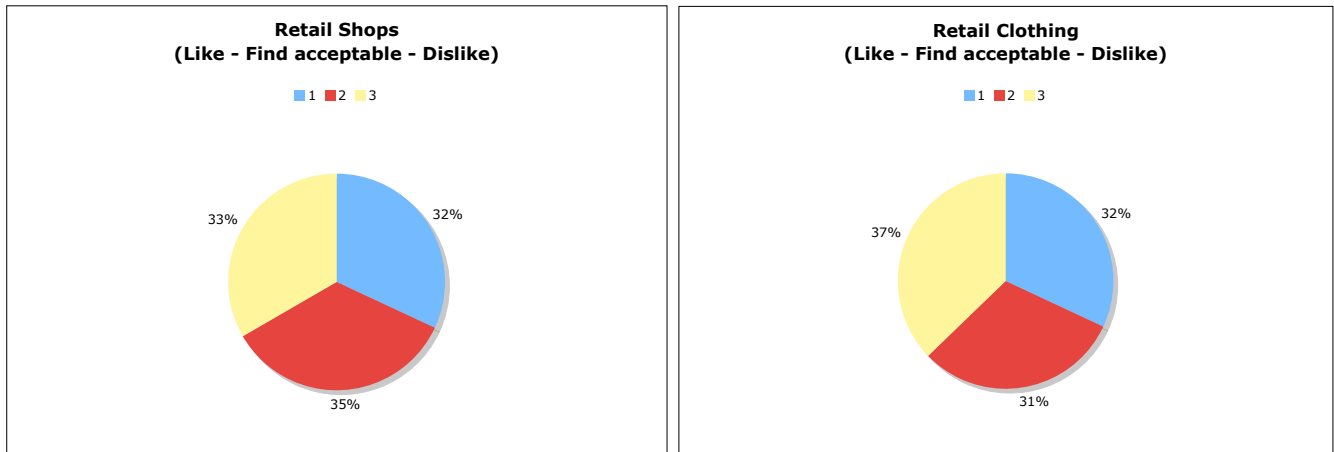 Retail Shops
(Like - Find acceptable - Dislike)
1 2 3
32%
33%
35%
Retail Clothing
(Like - Find acceptable - Dislike)
1 2 3
32%
37%
31%